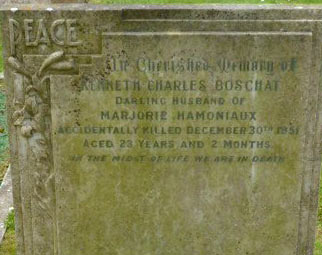 PEACE
In Cherished Memory of
KENNETH CHARLES BOSCHAT
DARLING HUSBAND OF
MARJORIE HAMONIAUX
ACCIDENTALLY KILLED DECEMBER 30TH 1951
AGED 23 YEARS AND 2 MONTHS
IN THE MIDST OF LIFE WE ARE IN DEATH